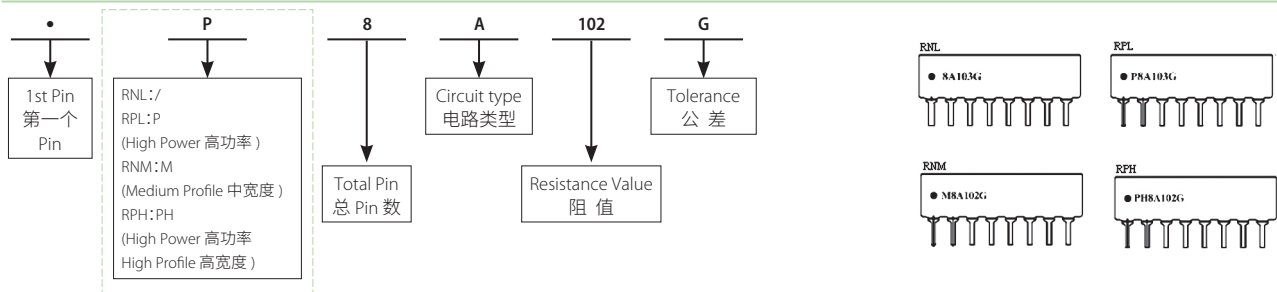 • P 8 A 102 G
1st Pin
第一个
Pin
RNL:/
RPL:P
(High Power 高功率 )
RNM:M
(Medium Profile 中宽度 )
RPH:PH
(High Power 高功率
High Profile 高宽度 )
Total Pin
总 Pin 数
Circuit type
电路类型
Resistance Value
阻 值
Tolerance
公 差
RNL
● 8A103G
RPL
● P8A103G
RNM
● M8A102G
RPH
● PH8A102G